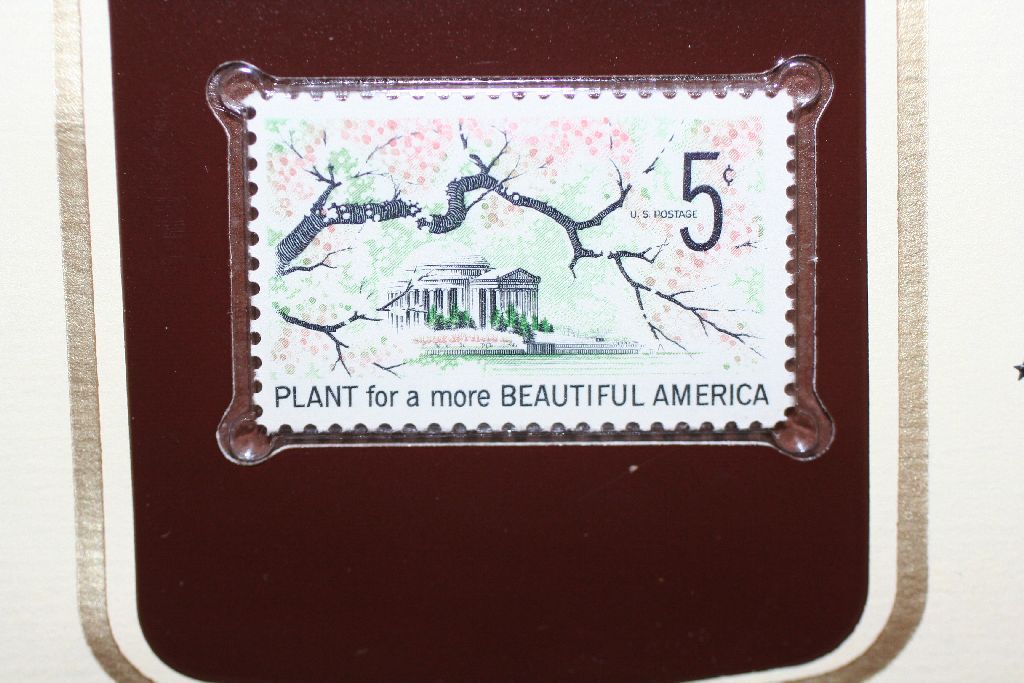 5¢
U.S. POSTAGE
PLANT for a more BEAUTIFUL AMERICA